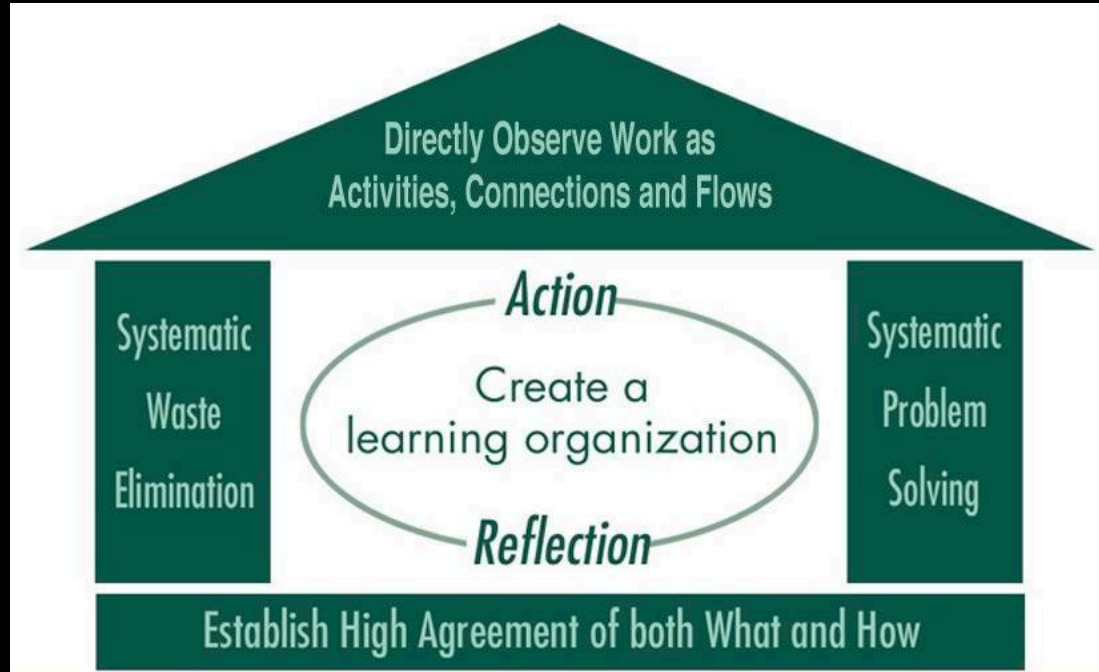 Directly Observe Work as
Activities, Connections and Flows
Systematic
Waste
Elimination
Action
Create a
learning organization
Reflection
Systematic
Problem
Solving
Establish High Agreement of both What and How